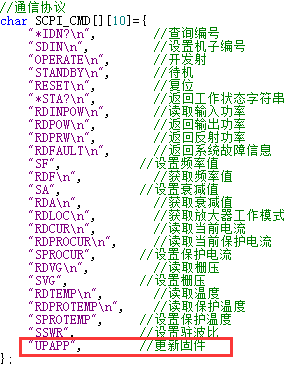 //通信协议
char SCPI_CMD[][10]={
"*IDN?\n", //查询编号
"SDIN\n", //设置机子编号
"OPERATE\n", //开发射
"STANDBY\n", //待机
"RESET\n", //复位
"*STA?\n", //返回工作状态字符串
"RDINPOW\n", //读取输入功率
"RDPOW\n", //返回输出功率
"RDPRW\n", //返回反射功率
"RDFAULT\n", //返回系统故障信息
"SF", //设置频率值
"RDF\n", //获取频率值
"SA", //设置衰减值
"RDA\n", //获取衰减值
"RDLOC\n", //获取放大器工作模式
"RDCUR\n", //读取当前电流
"RDPROCUR\n", //读取当前保护电流
"SPROCUR", //设置保护电流
"RDVG\n", //读取栅压
"SVG", //设置栅压
"RDTEMP\n", //读取温度
"RDPROTEMP\n", //读取保护温度
"SPROTEMP", //设置保护温度
"SSWR", //设置驻波比
"UPAPP", //更新固件
};